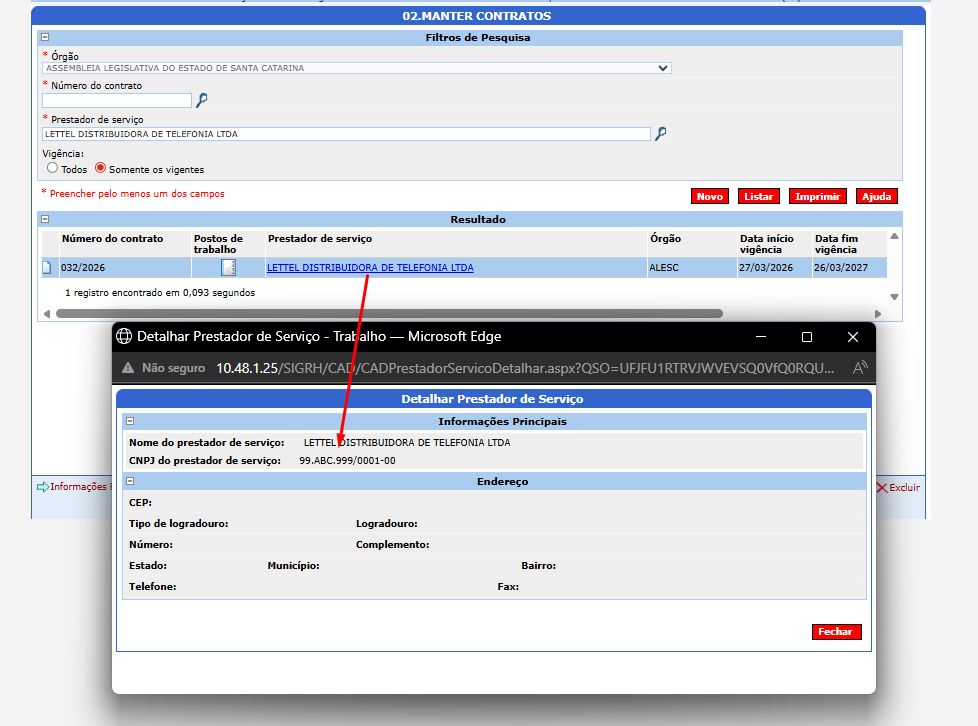 02.MANTER CONTRATOS
Filtros de Pesquisa
* Órgão
ASSEMBLEIA LEGISLATIVA DO ESTADO DE SANTA CATARINA
* Número do contrato
* Prestador de serviço
LETTEL DISTRIBUIDORA DE TELEFONIA LTDA
Vigência:
Todos Somente os vigentes
* Preencher pelo menos um dos campos
Novo Listar Imprimir Ajuda
Resultado
Número do contrato Postos de trabalho Prestador de serviço Órgão Data início vigência Data fim vigência
032/2026 LETTEL DISTRIBUIDORA DE TELEFONIA LTDA ALESC 27/03/2026 26/03/2027
1 registro encontrado em 0,093 segundos
Detalhar Prestador de Serviço - Trabalho — Microsoft Edge
Não seguro 10.48.1.25/SIGRH/CAD/CADPrestadorServicoDetalhar.aspx?QSO=UFJFU1RTRVJWVEVSQ0VfQ0RQU...
Detalhar Prestador de Serviço
Informações Principais
Nome do prestador de serviço: LETTEL DISTRIBUIDORA DE TELEFONIA LTDA
CNPJ do prestador de serviço: 99.ABC.999/0001-00
Endereço
CEP:
Tipo de logradouro: Logradouro:
Número: Complemento:
Estado: Município: Bairro:
Telefone: Fax:
Fechar
Informações
Excluir